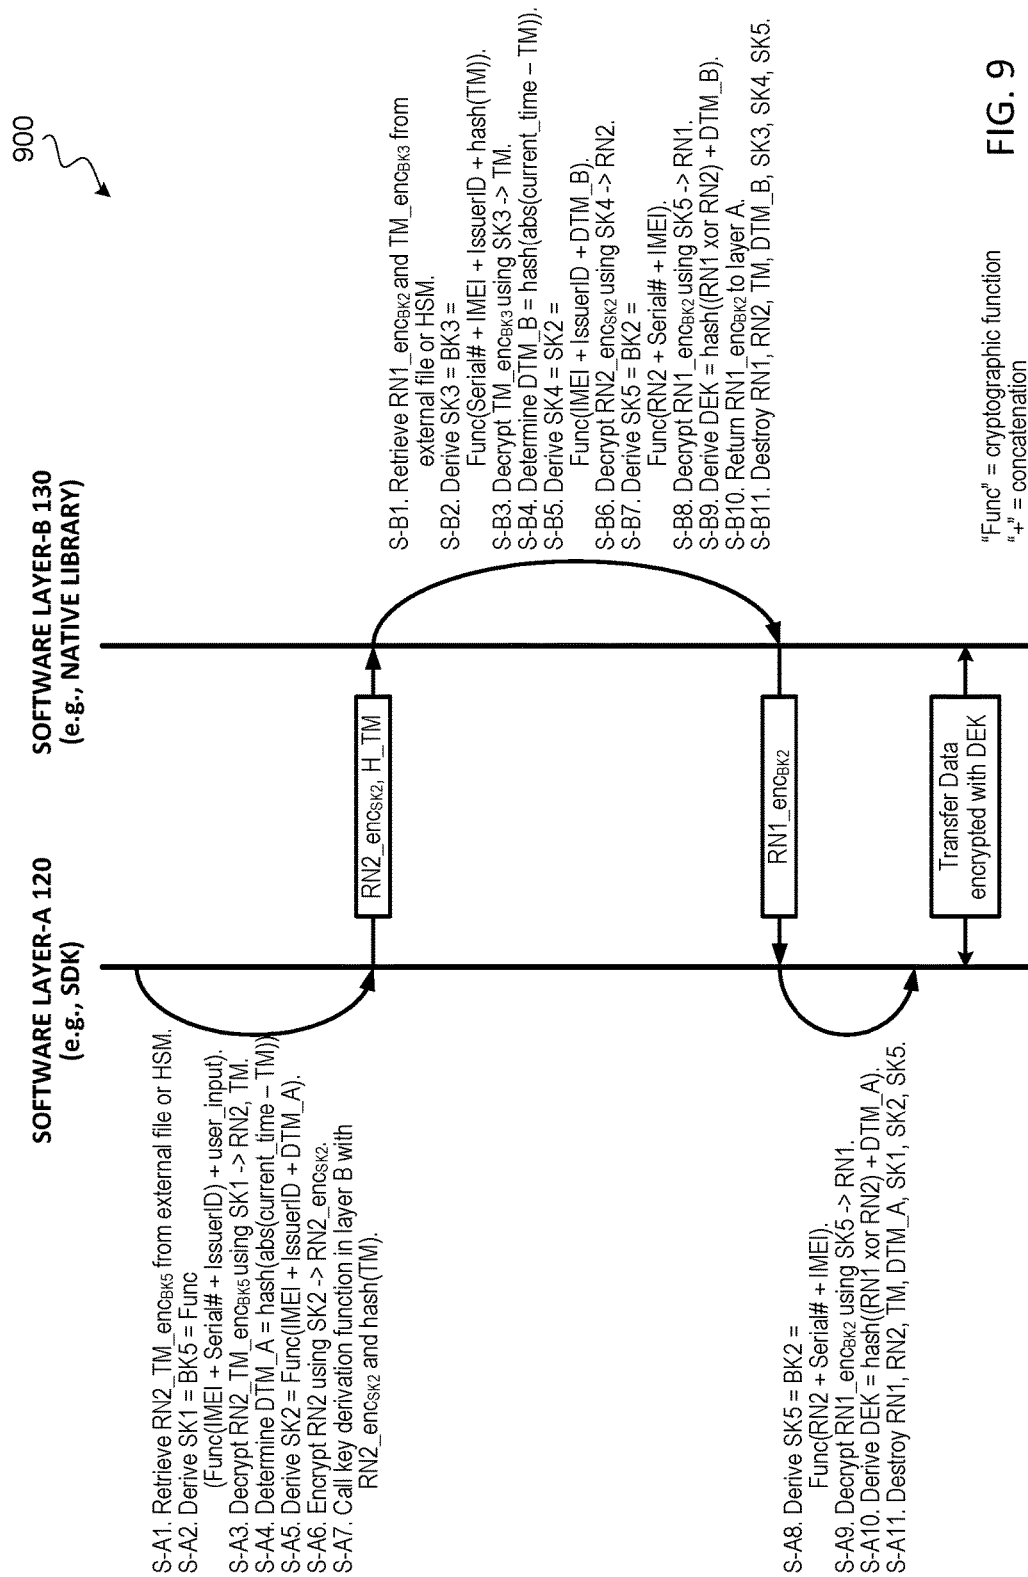 900
SOFTWARE LAYER-A 120
(e.g., SDK)
SOFTWARE LAYER-B 130
(e.g., NATIVE LIBRARY)
S-A1. Retrieve RN2_TM_encBK5 from external file or HSM.
S-A2. Derive SK1 = BK5 = Func
(Func(IMEI + Serial# + IssuerID) + user_input).
S-A3. Decrypt RN2_TM_encBK5 using SK1 -> RN2, TM.
S-A4. Determine DTM_A = hash(abs(current_time – TM))
S-A5. Derive SK2 = Func(IMEI + IssuerID + DTM_A).
S-A6. Encrypt RN2 using SK2 -> RN2_encSK2.
S-A7. Call key derivation function in layer B with
RN2_encSK2 and hash(TM).
RN2_encSK2, H_TM
S-B1. Retrieve RN1_encBK2 and TM_encBK3 from
external file or HSM.
S-B2. Derive SK3 = BK3 =
Func(Serial# + IMEI + IssuerID + hash(TM)).
S-B3. Decrypt TM_encBK3 using SK3 -> TM.
S-B4. Determine DTM_B = hash(abs(current_time – TM)).
S-B5. Derive SK4 = SK2 =
Func(IMEI + IssuerID + DTM_B).
S-B6. Decrypt RN2_encSK2 using SK4 -> RN2.
S-B7. Derive SK5 = BK2 =
Func(RN2 + Serial# + IMEI).
S-B8. Decrypt RN1_encBK2 using SK5 -> RN1.
S-B9. Derive DEK = hash((RN1 xor RN2) + DTM_B).
S-B10. Return RN1_encBK2 to layer A.
S-B11. Destroy RN1, RN2, TM, DTM_B, SK3, SK4, SK5.
RN1_encBK2
S-A8. Derive SK5 = BK2 =
Func(RN2 + Serial# + IMEI).
S-A9. Decrypt RN1_encBK2 using SK5 -> RN1.
S-A10. Derive DEK = hash((RN1 xor RN2) + DTM_A).
S-A11. Destroy RN1, RN2, TM, DTM_A, SK1, SK2, SK5.
Transfer Data
encrypted with DEK
"Func" = cryptographic function
"+" = concatenation
FIG. 9